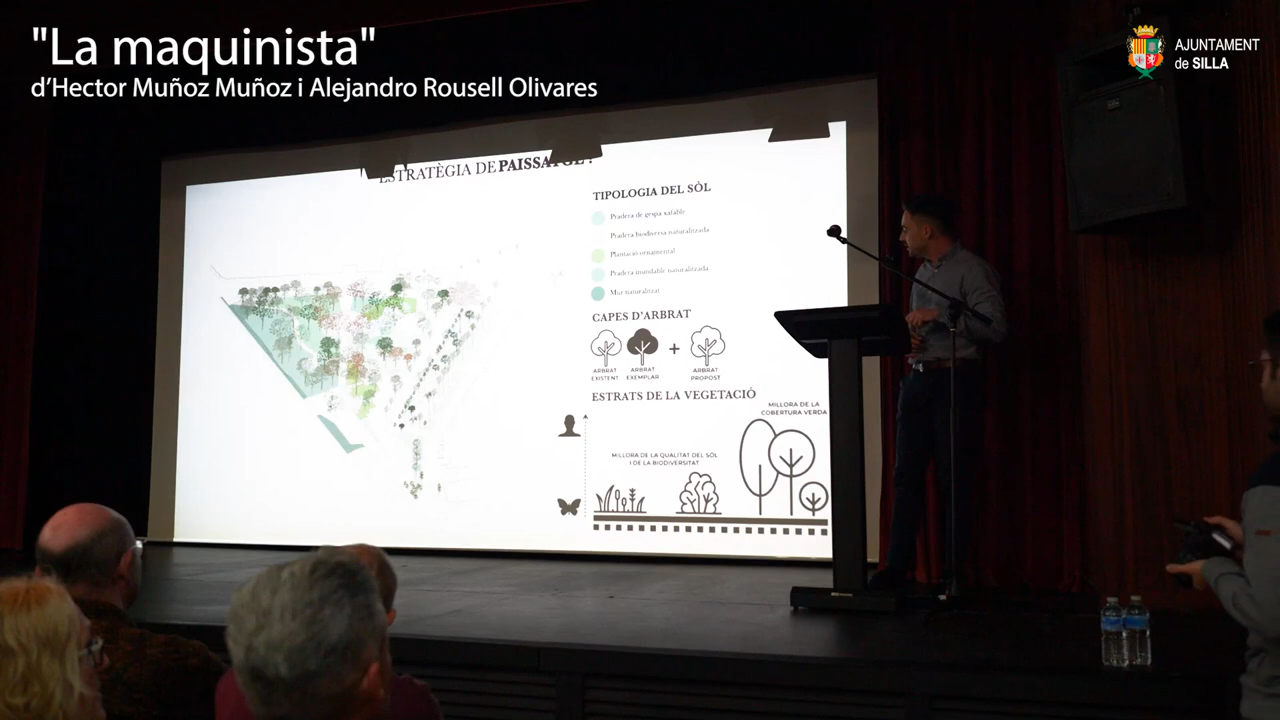 "La maquinista"
d'Hector Muñoz Muñoz i Alejandro Rousell Olivares
AJUNTAMENT
de SILLA
ESTRATÈGIA DE PAISSATGE.
TIPOLOGIA DEL SÒL
Pradera de gespa xafable
Pradera biodiversa naturalitzada
Plantació ornamental
Pradera inundable naturalitzada
Mur naturalitzat
CAPES D'ARBRAT
ARBRAT
EXISTENT
ARBRAT
EXEMPLAR
+
ARBRAT
PROPOST
ESTRATS DE LA VEGETACIÓ
MILLORA DE LA
COBERTURA VERDA
MILLORA DE LA QUALITAT DEL SÒL
I DE LA BIODIVERSITAT